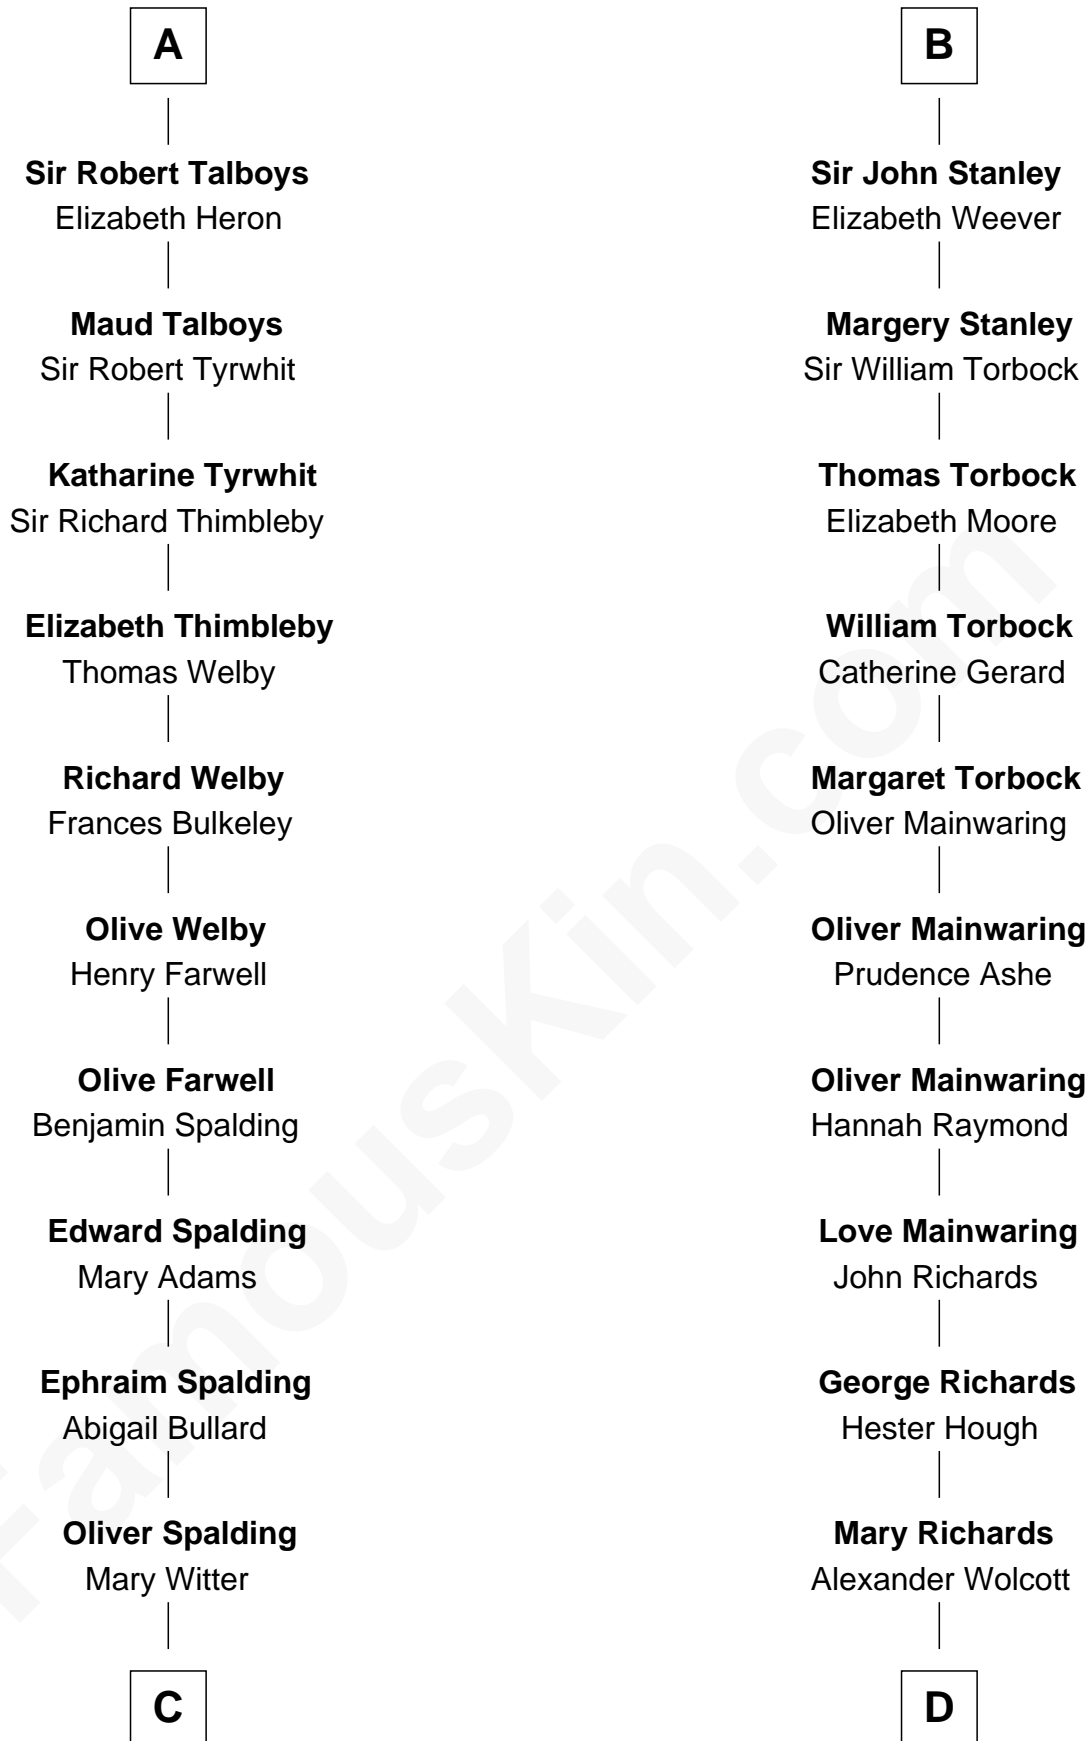 A
Sir Robert Talboys
Elizabeth Heron
Maud Talboys
Sir Robert Tyrwhit
Katharine Tyrwhit
Sir Richard Thimbleby
Elizabeth Thimbleby
Thomas Welby
Richard Welby
Frances Bulkeley
Olive Welby
Henry Farwell
Olive Farwell
Benjamin Spalding
Edward Spalding
Mary Adams
Ephraim Spalding
Abigail Bullard
Oliver Spalding
Mary Witter
C
B
Sir John Stanley
Elizabeth Weever
Margery Stanley
Sir William Torbock
Thomas Torbock
Elizabeth Moore
William Torbock
Catherine Gerard
Margaret Torbock
Oliver Mainwaring
Oliver Mainwaring
Prudence Ashe
Oliver Mainwaring
Hannah Raymond
Love Mainwaring
John Richards
George Richards
Hester Hough
Mary Richards
Alexander Wolcott
D
FamousKin.com